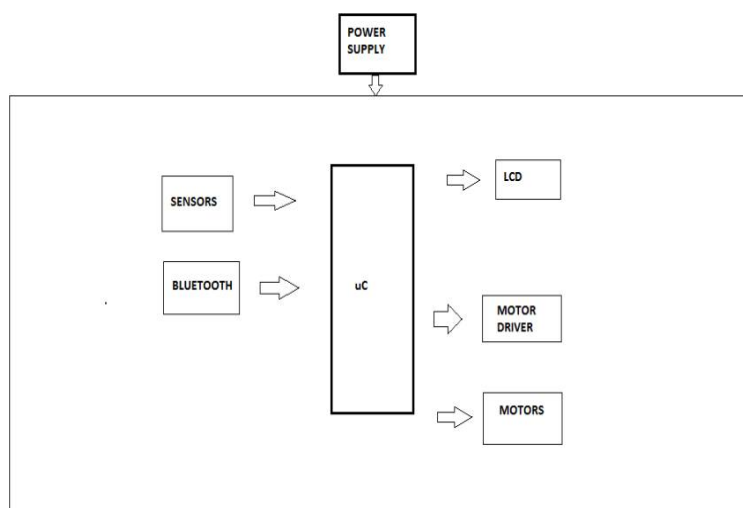 POWER
SUPPLY
SENSORS
BLUETOOTH
uC
LCD
MOTOR
DRIVER
MOTORS